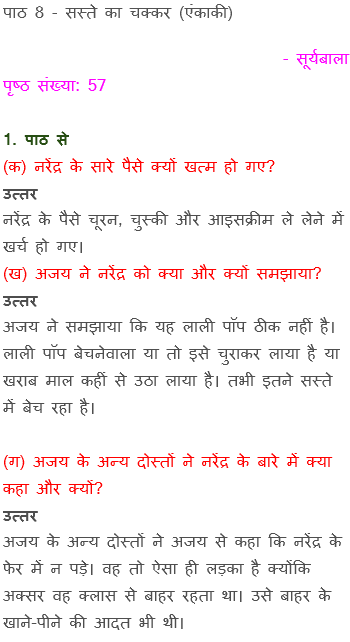 पाठ 8 - सस्ते का चक्कर (एंकाकी)
- सूर्यबाला
पृष्ठ संख्या: 57
1. पाठ से
(क) नरेंद्र के सारे पैसे क्यों खत्म हो गए?
उत्तर
नरेंद्र के पैसे चूरन, चुस्की और आइसक्रीम ले लेने में
खर्च हो गए।
(ख) अजय ने नरेंद्र को क्या और क्यों समझाया?
उत्तर
अजय ने समझाया कि यह लाली पॉप ठीक नहीं है।
लाली पॉप बेचनेवाला या तो इसे चुराकर लाया है या
खराब माल कहीं से उठा लाया है। तभी इतने सस्ते
में बेच रहा है।
(ग) अजय के अन्य दोस्तों ने नरेंद्र के बारे में क्या
कहा और क्यों?
उत्तर
अजय के अन्य दोस्तों ने अजय से कहा कि नरेंद्र के
फेर में न पड़े। वह तो ऐसा ही लड़का है क्योंकि
अक्सर वह क्लास से बाहर रहता था। उसे बाहर के
खाने-पीने की आदत भी थी।